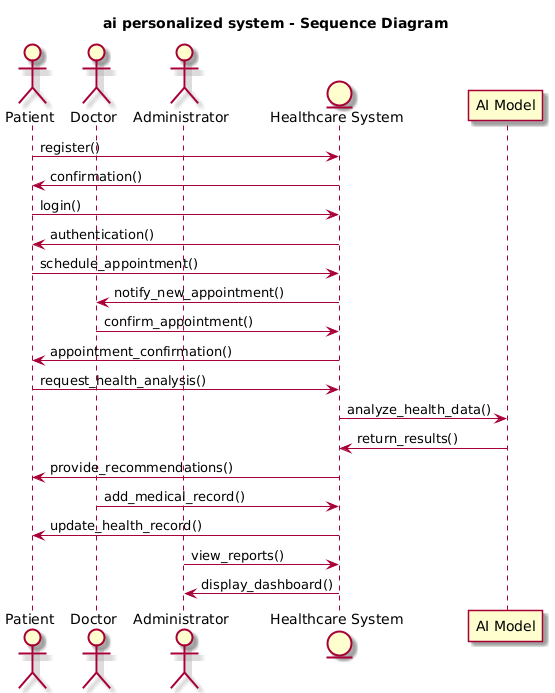 ai personalized system - Sequence Diagram
Patient Doctor Administrator Healthcare System AI Model
register()
confirmation()
login()
authentication()
schedule_appointment()
notify_new_appointment()
confirm_appointment()
appointment_confirmation()
request_health_analysis()
analyze_health_data()
return_results()
provide_recommendations()
add_medical_record()
update_health_record()
view_reports()
display_dashboard()
Patient Doctor Administrator Healthcare System AI Model